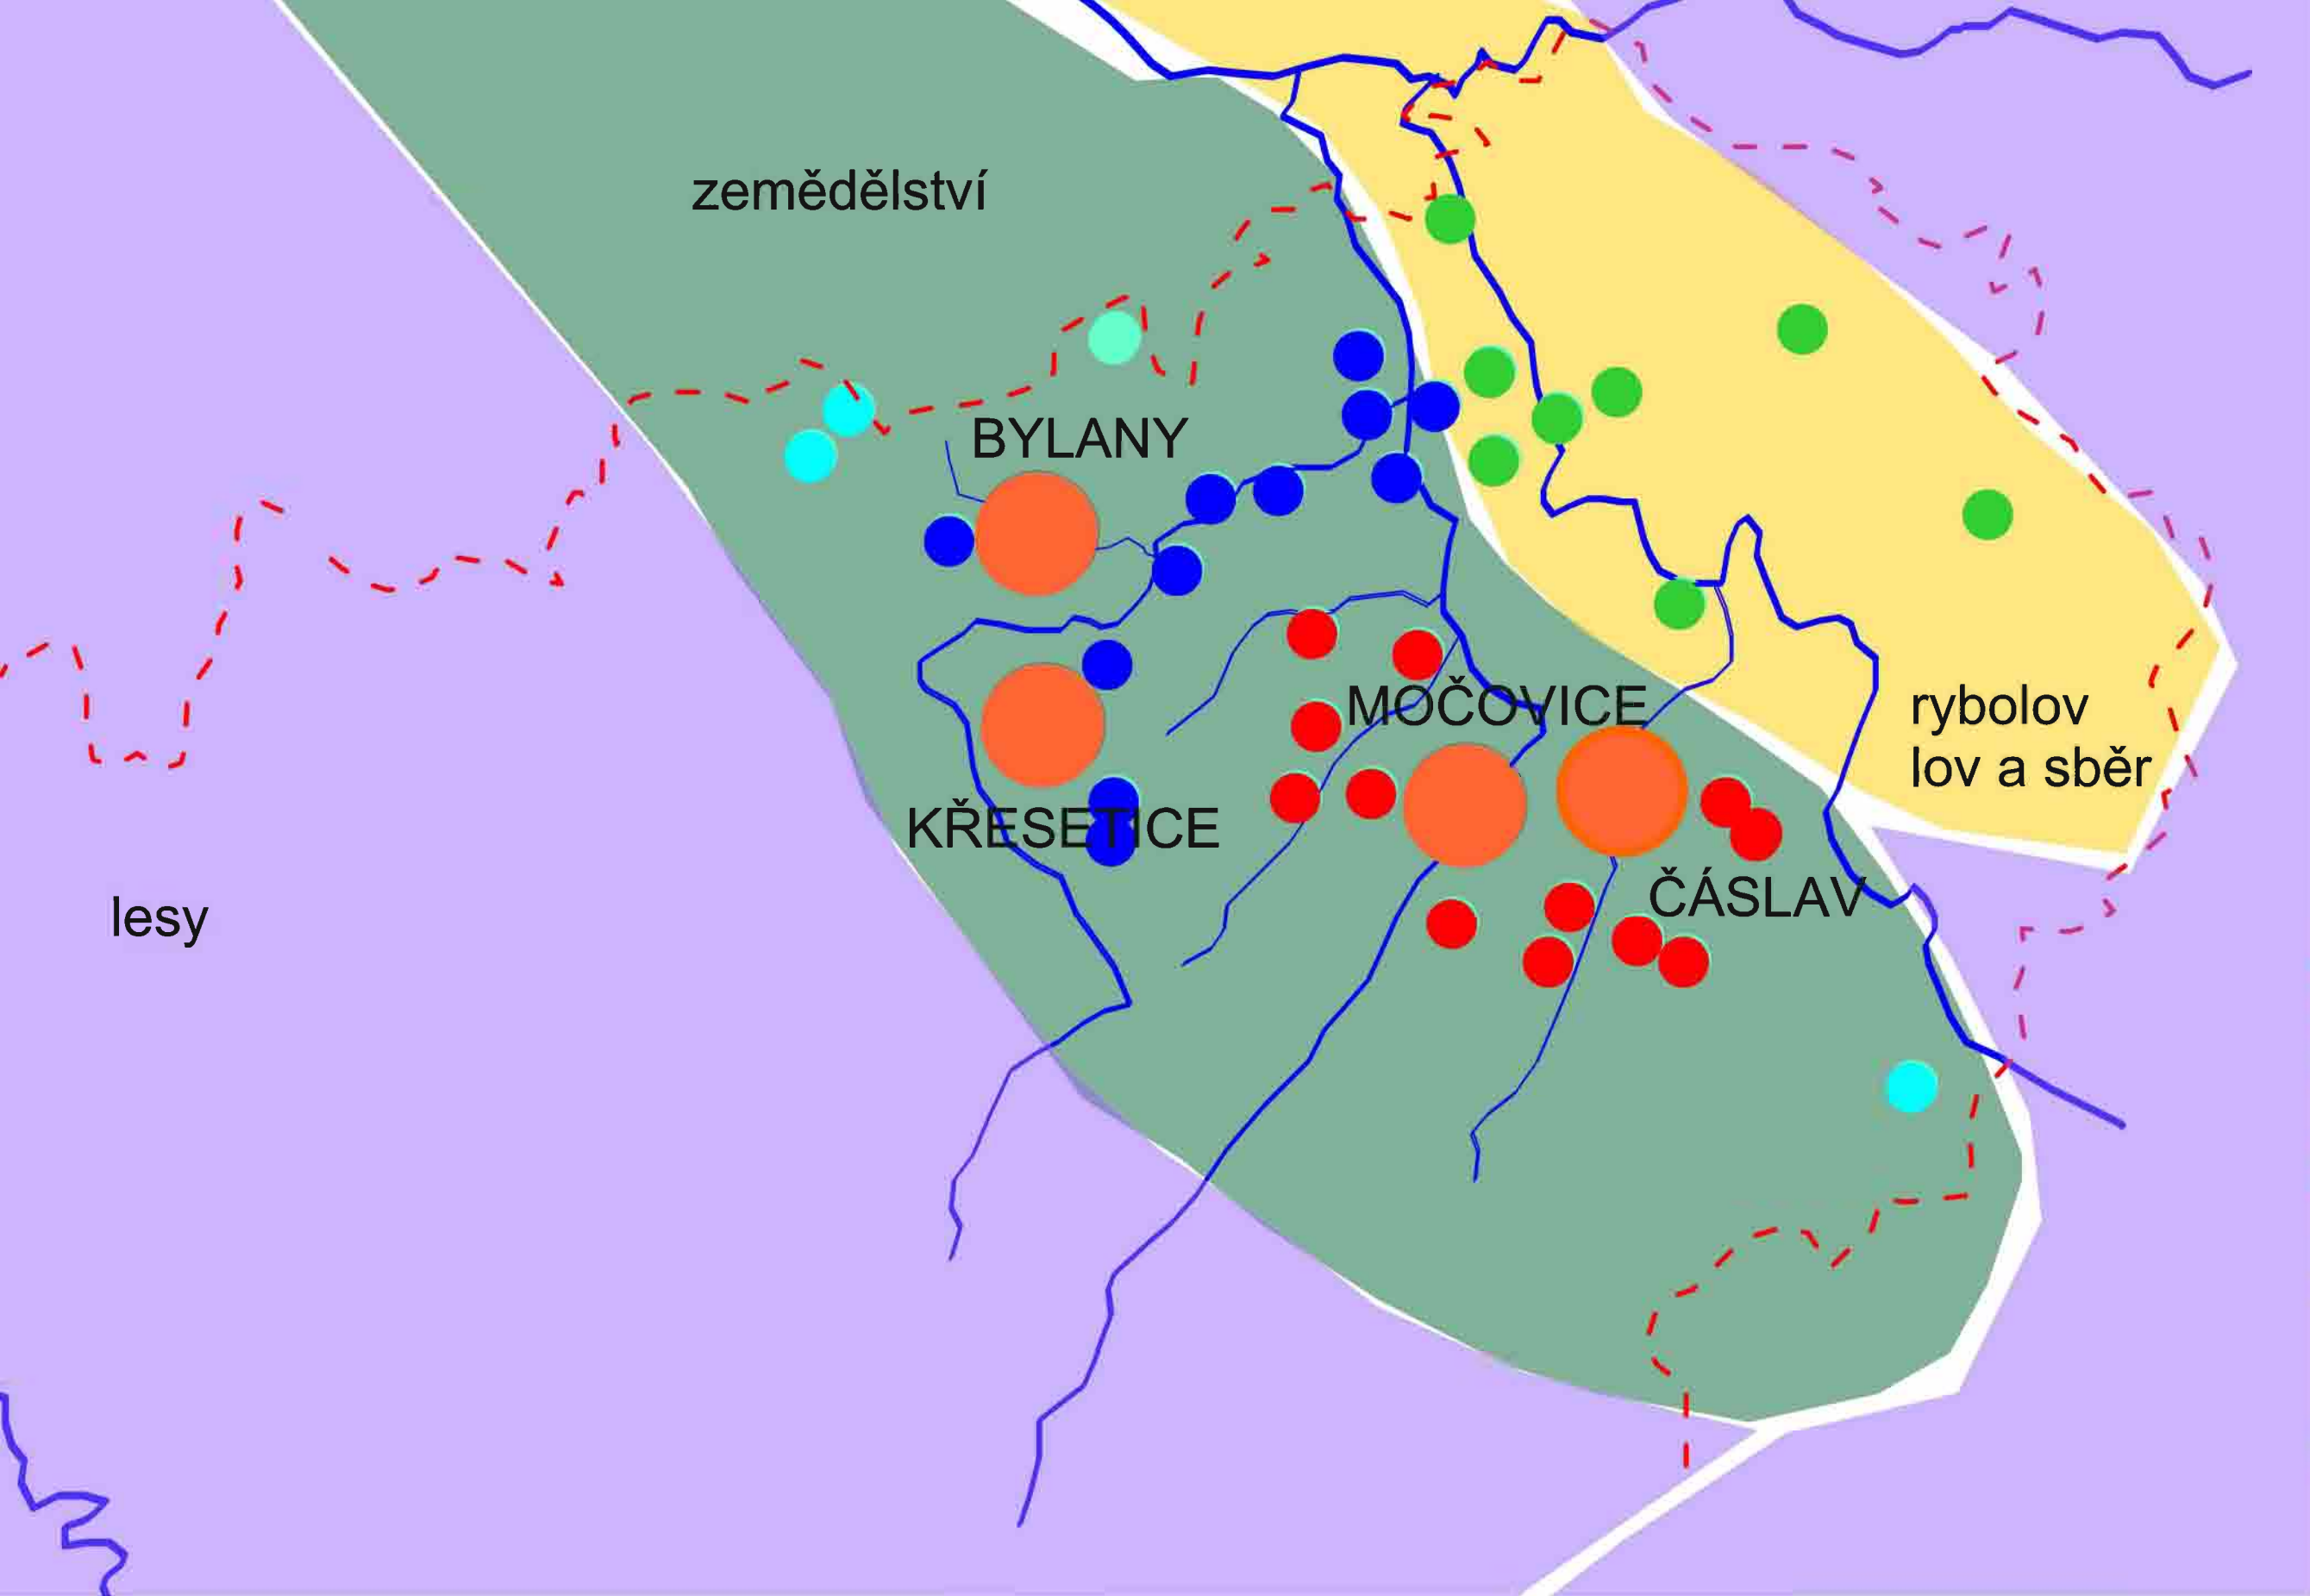 zemědělství
BYLANY
MOČOVICE
rybolov
lov a sběr
KŘESETICE
ČÁSLAV
lesy